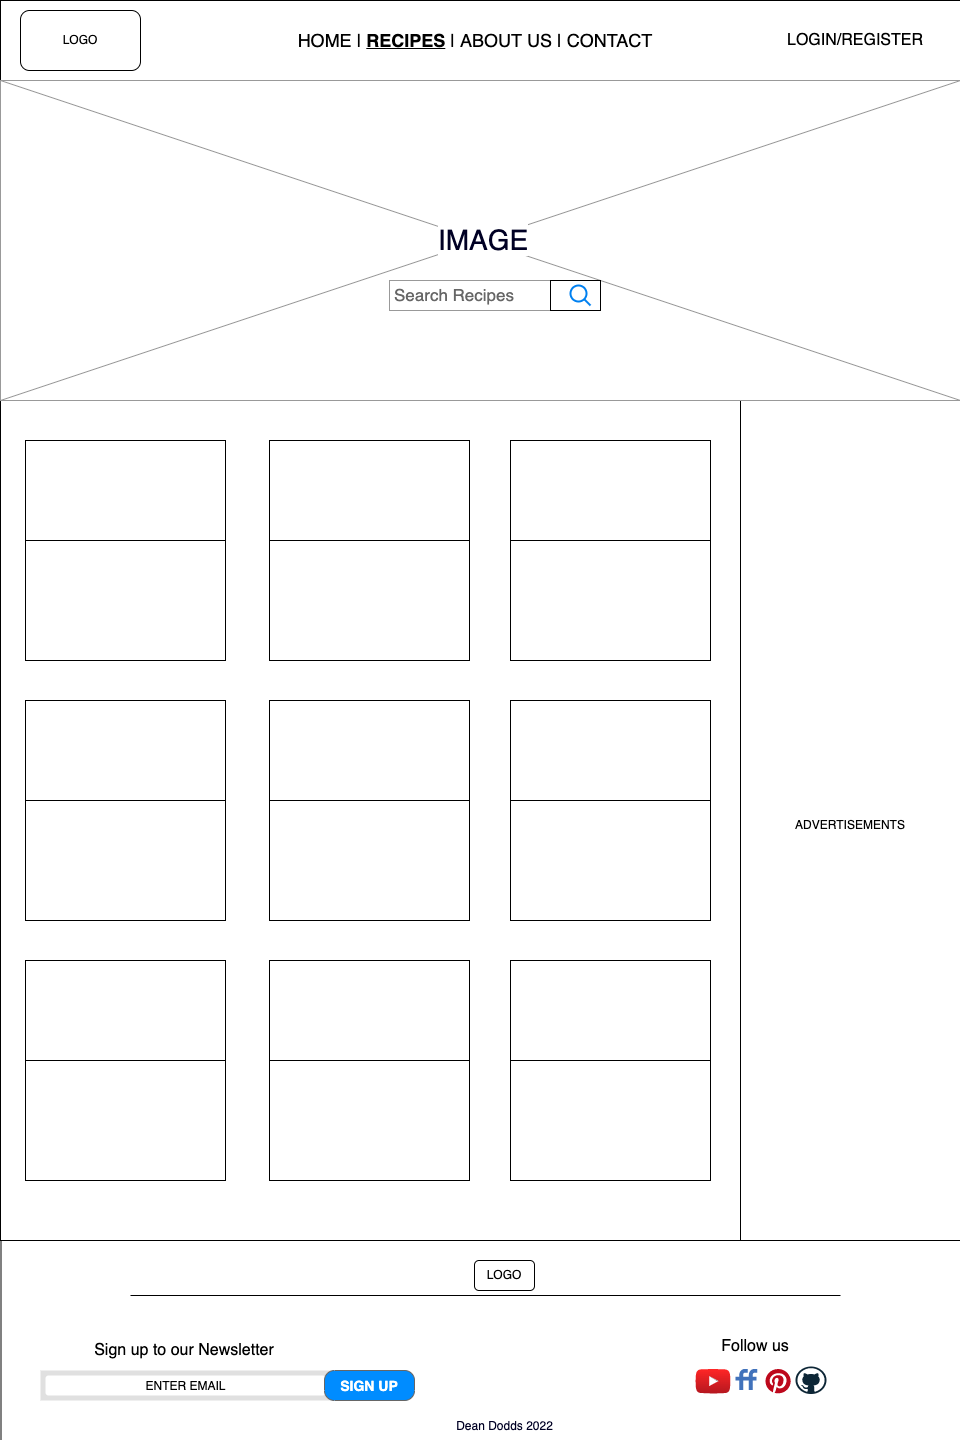 LOGO
HOME | RECIPES | ABOUT US | CONTACT
LOGIN/REGISTER
IMAGE
Search Recipes
ADVERTISEMENTS
LOGO
Sign up to our Newsletter
Follow us
ENTER EMAIL
SIGN UP
ff
Dean Dodds 2022